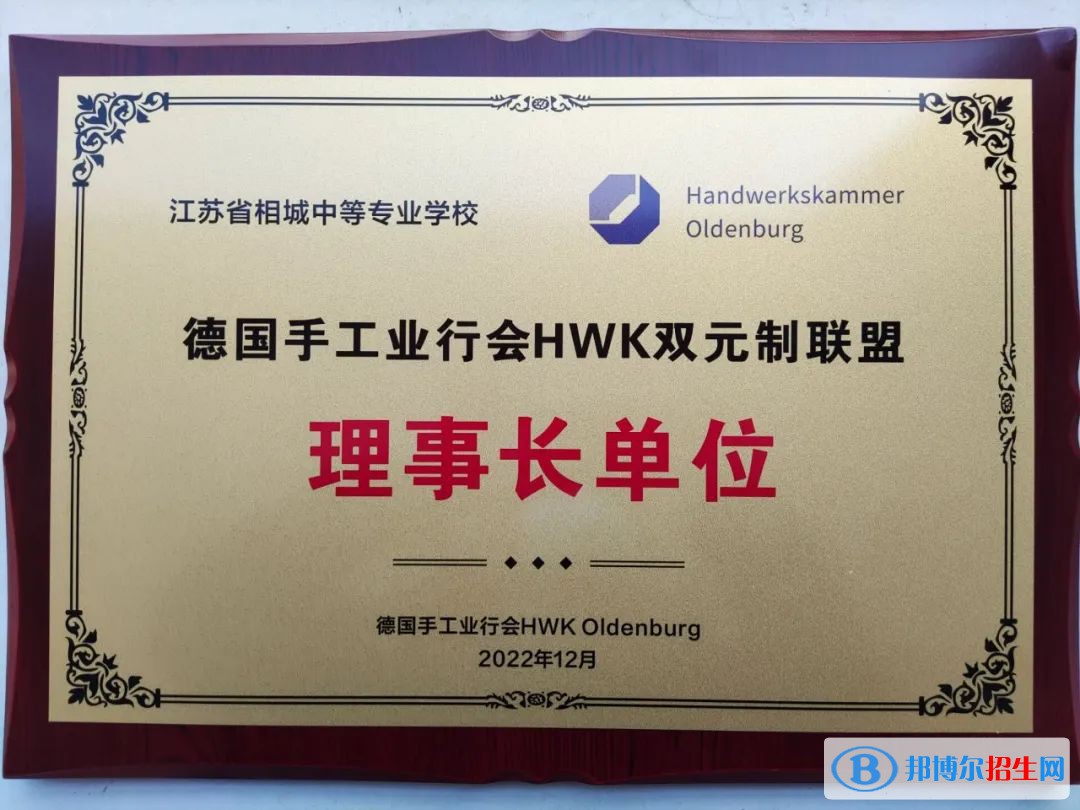 江苏省相城中等专业学校
Handwerkskammer
Oldenburg
德国手工业行会HWK双元制联盟
理事长单位
德国手工业行会HWK Oldenburg
2022年12月
B 邦博尔招生网